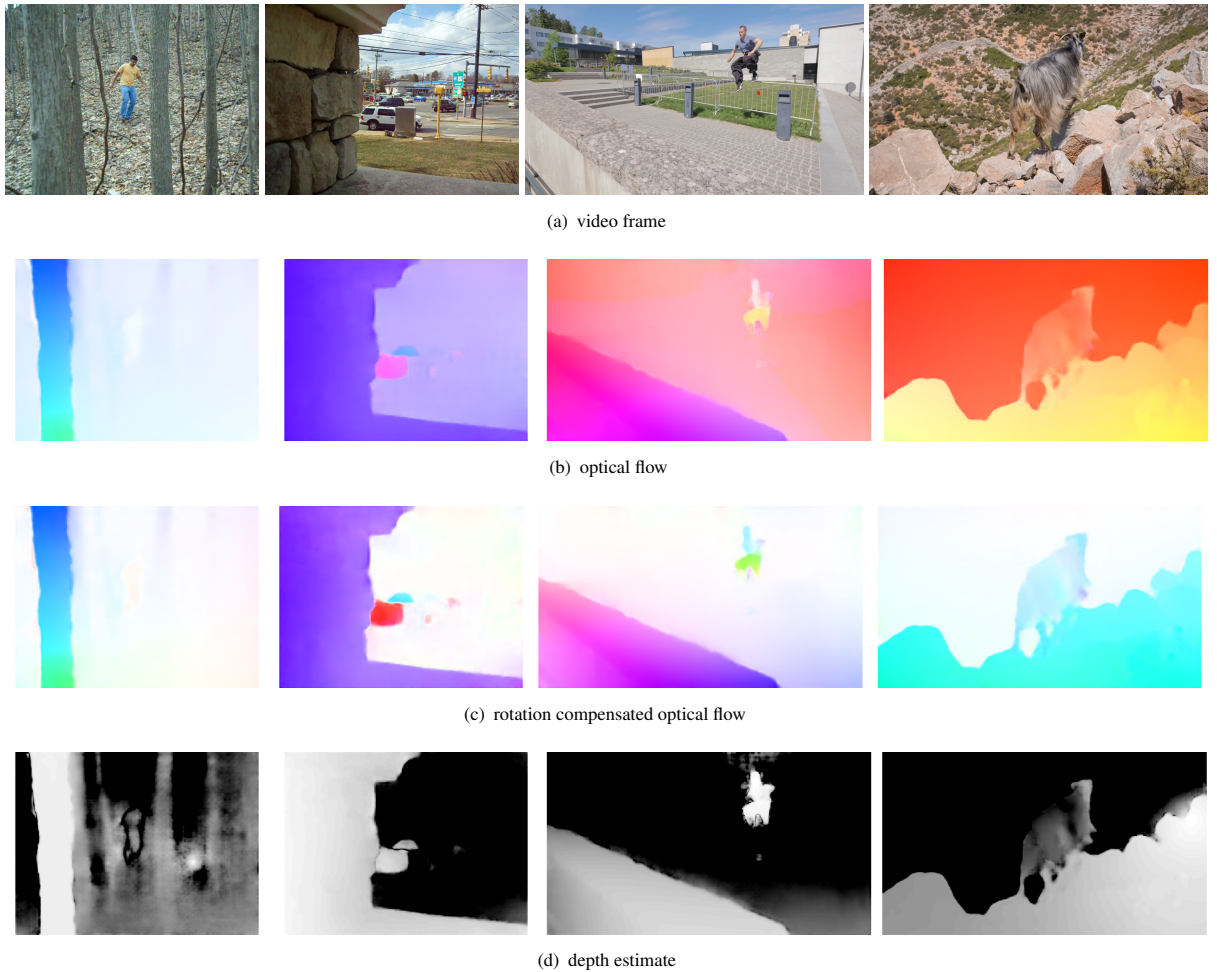 (a) video frame
(b) optical flow
(c) rotation compensated optical flow
(d) depth estimate